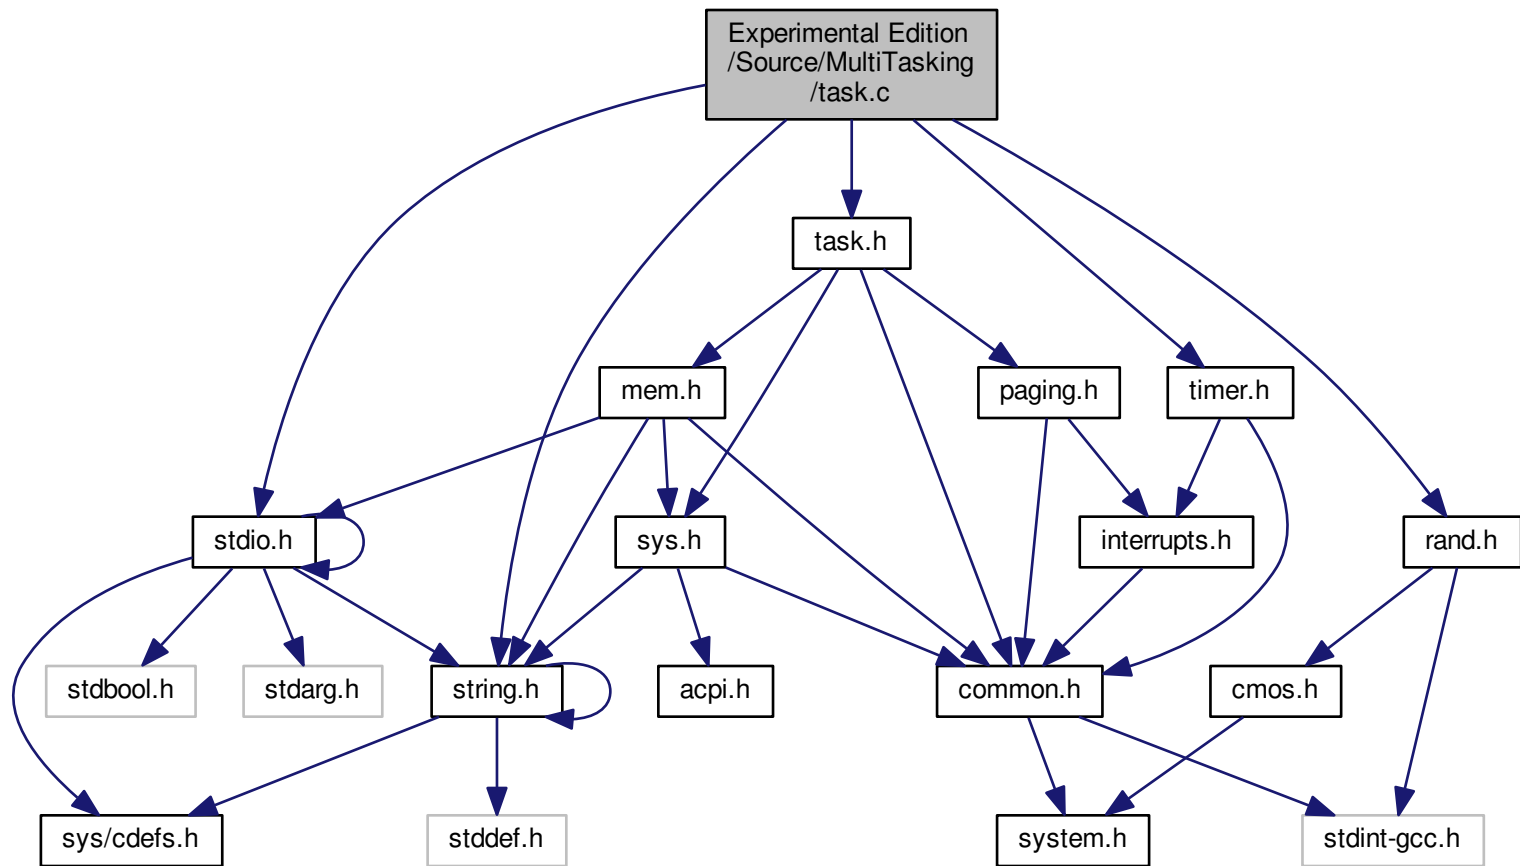 Experimental Edition
/Source/MultiTasking
/task.c
task.h
mem.h
paging.h
timer.h
stdio.h
sys.h
interrupts.h
rand.h
stdbool.h
stdarg.h
string.h
acpi.h
common.h
cmos.h
sys/cdefs.h
stddef.h
system.h
stdint-gcc.h